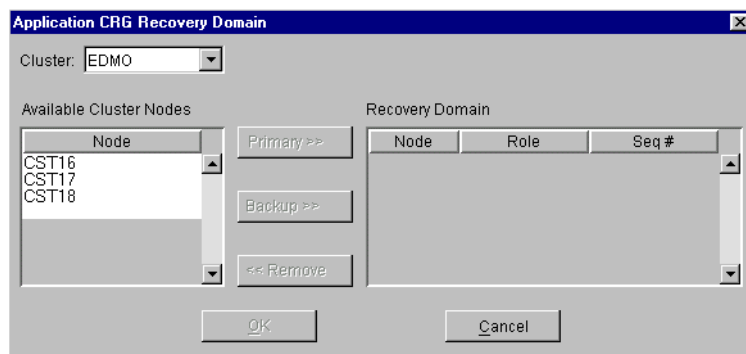 Application CRG Recovery Domain
Cluster: EDMO
Available Cluster Nodes
Recovery Domain
Node
Primary >>
Node Role Seq #
CST16
CST17
CST18
Backup >>
<< Remove
OK
Cancel